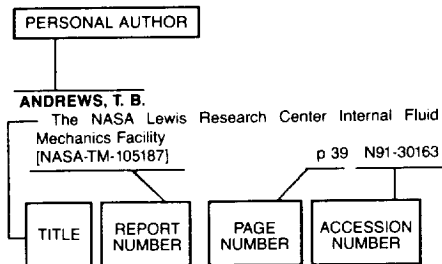 PERSONAL AUTHOR
ANDREWS, T. B.
The NASA Lewis Research Center Internal Fluid
Mechanics Facility
[NASA-TM-105187] p 39 N91-30163
TITLE
REPORT
NUMBER
PAGE
NUMBER
ACCESSION
NUMBER